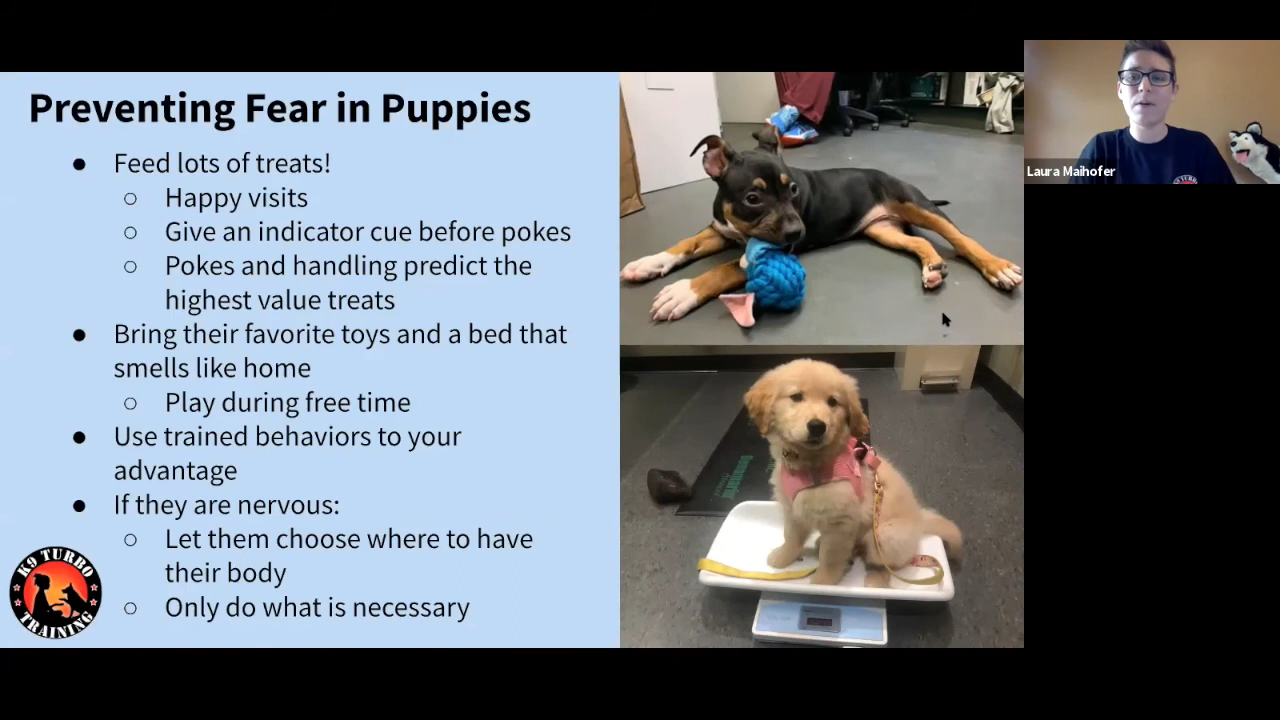 Preventing Fear in Puppies
● Feed lots of treats!
○ Happy visits
○ Give an indicator cue before pokes
○ Pokes and handling predict the
highest value treats
● Bring their favorite toys and a bed that
smells like home
○ Play during free time
● Use trained behaviors to your
advantage
● If they are nervous:
○ Let them choose where to have
their body
○ Only do what is necessary
K9 TURBO
TRAINING
Laura Maihofer